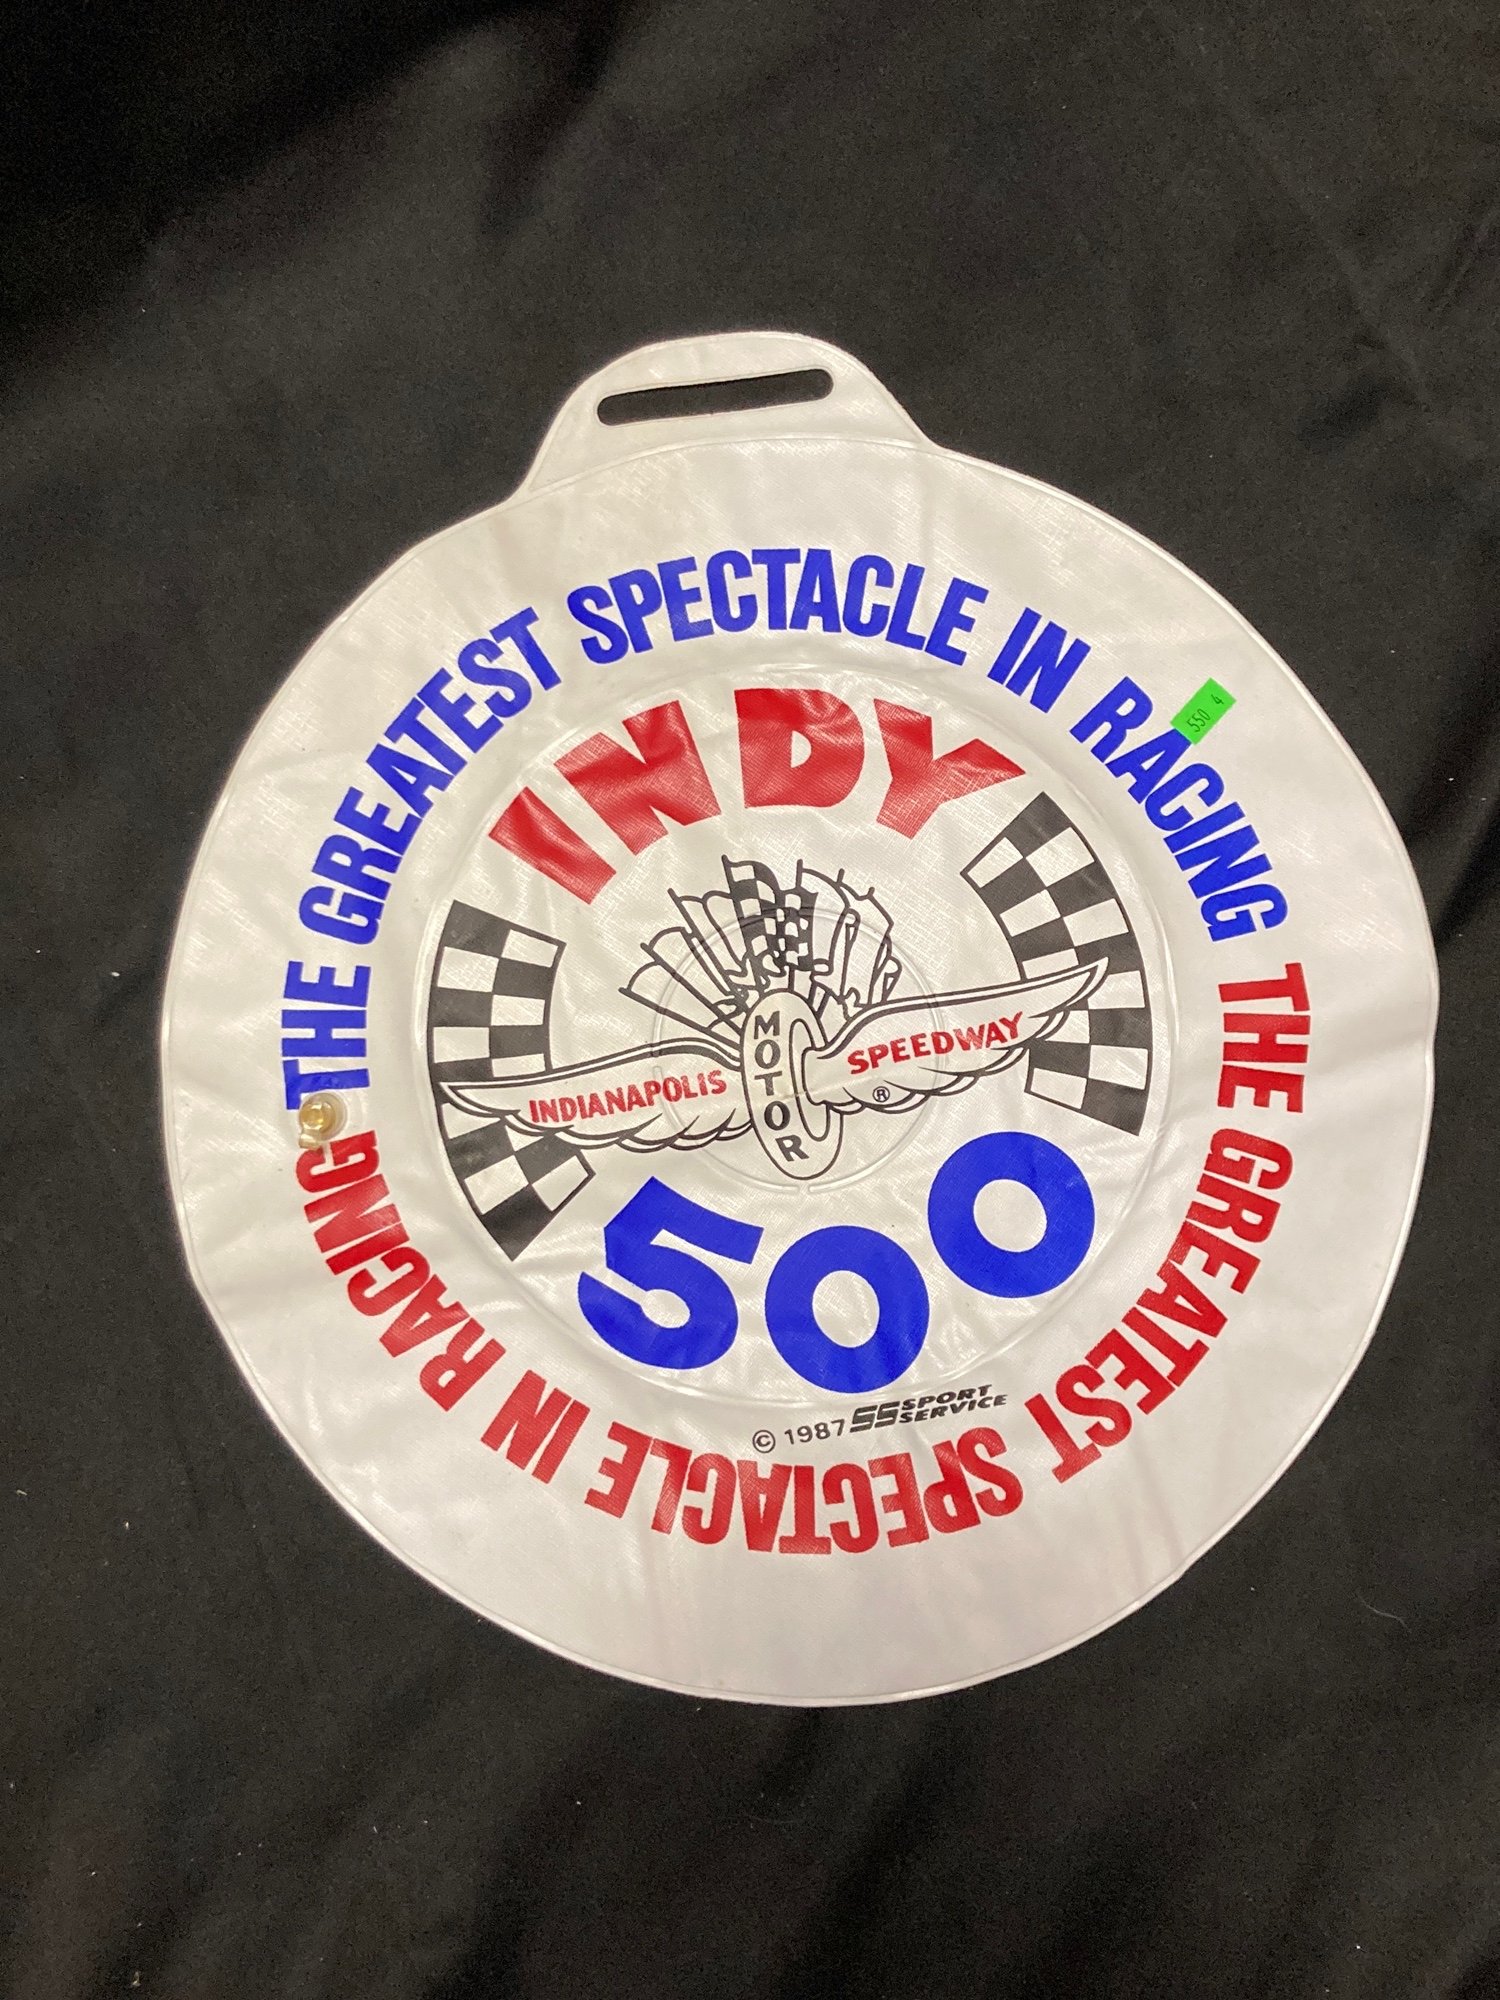 THE GREATEST SPECTACLE IN RACING
550 4
INDY
INDIANAPOLIS
MOTOR
SPEEDWAY
®
500
© 1987 SS SPORT
SERVICE
THE GREATEST SPECTACLE IN RACING